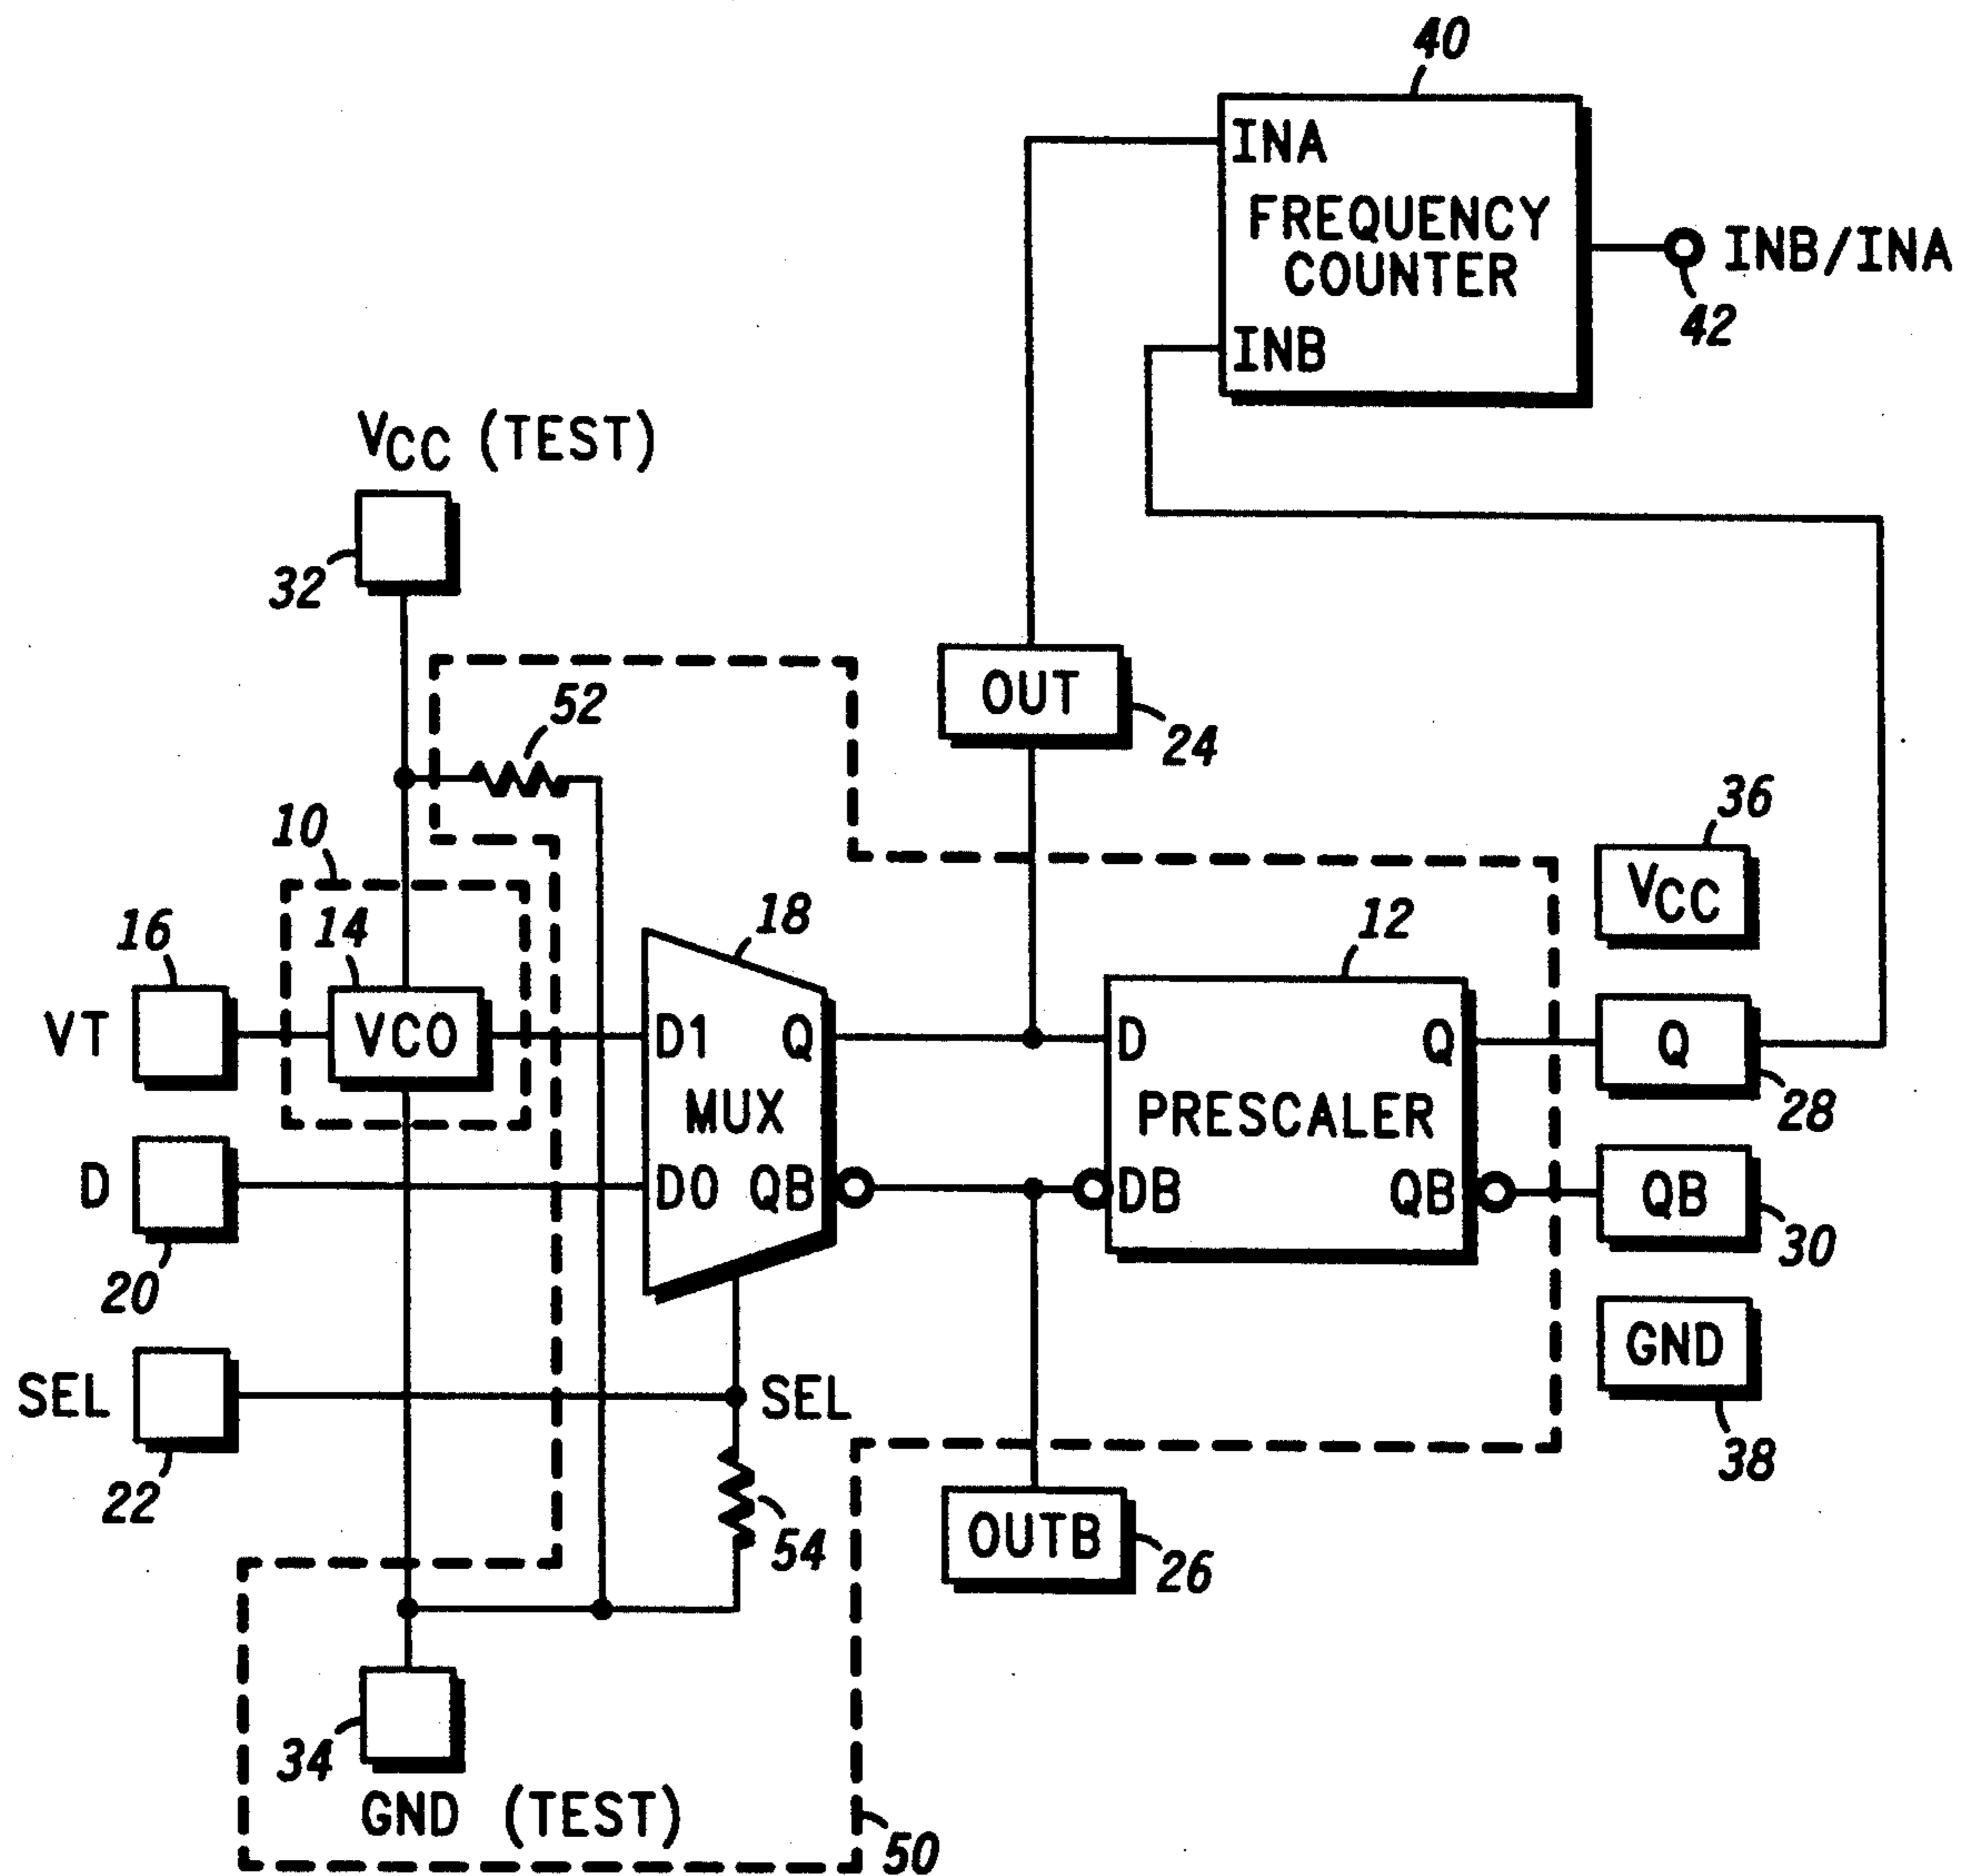 40
INA
FREQUENCY
COUNTER
INB/INA
42
INB
VCC (TEST)
32
52
OUT
24
36
VCC
10
14
16
18
12
VT
VCO
D1
Q
D
Q
Q
28
MUX
PRESCALER
D
D0
QB
DB
QB
QB
30
20
GND
38
SEL
SEL
22
54
OUTB
26
34
GND (TEST)
50